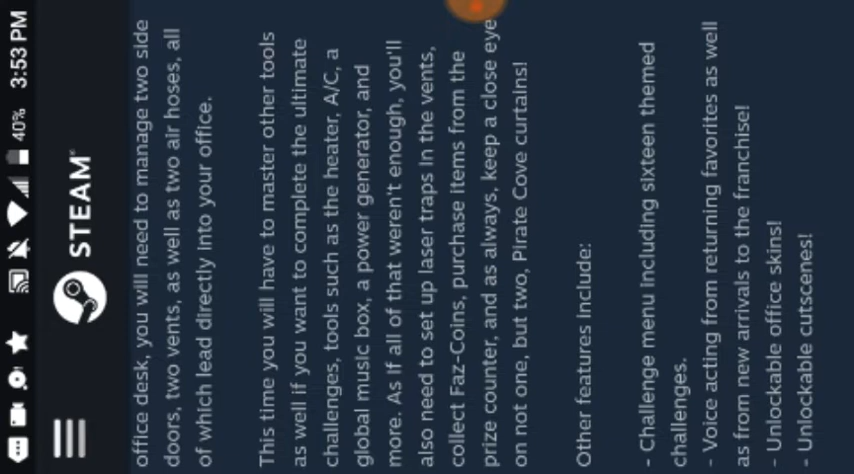 40% 3:53 PM
STEAM
office desk, you will need to manage two side
doors, two vents, as well as two air hoses, all
of which lead directly into your office.
This time you will have to master other tools
as well if you want to complete the ultimate
challenges, tools such as the heater, A/C, a
global music box, a power generator, and
more. As if all of that weren't enough, you'll
also need to set up laser traps in the vents,
collect Faz-Coins, purchase items from the
prize counter, and as always, keep a close eye
on not one, but two, Pirate Cove curtains!
Other features include:
- Challenge menu including sixteen themed
challenges.
- Voice acting from returning favorites as well
as from new arrivals to the franchise!
- Unlockable office skins!
- Unlockable cutscenes!